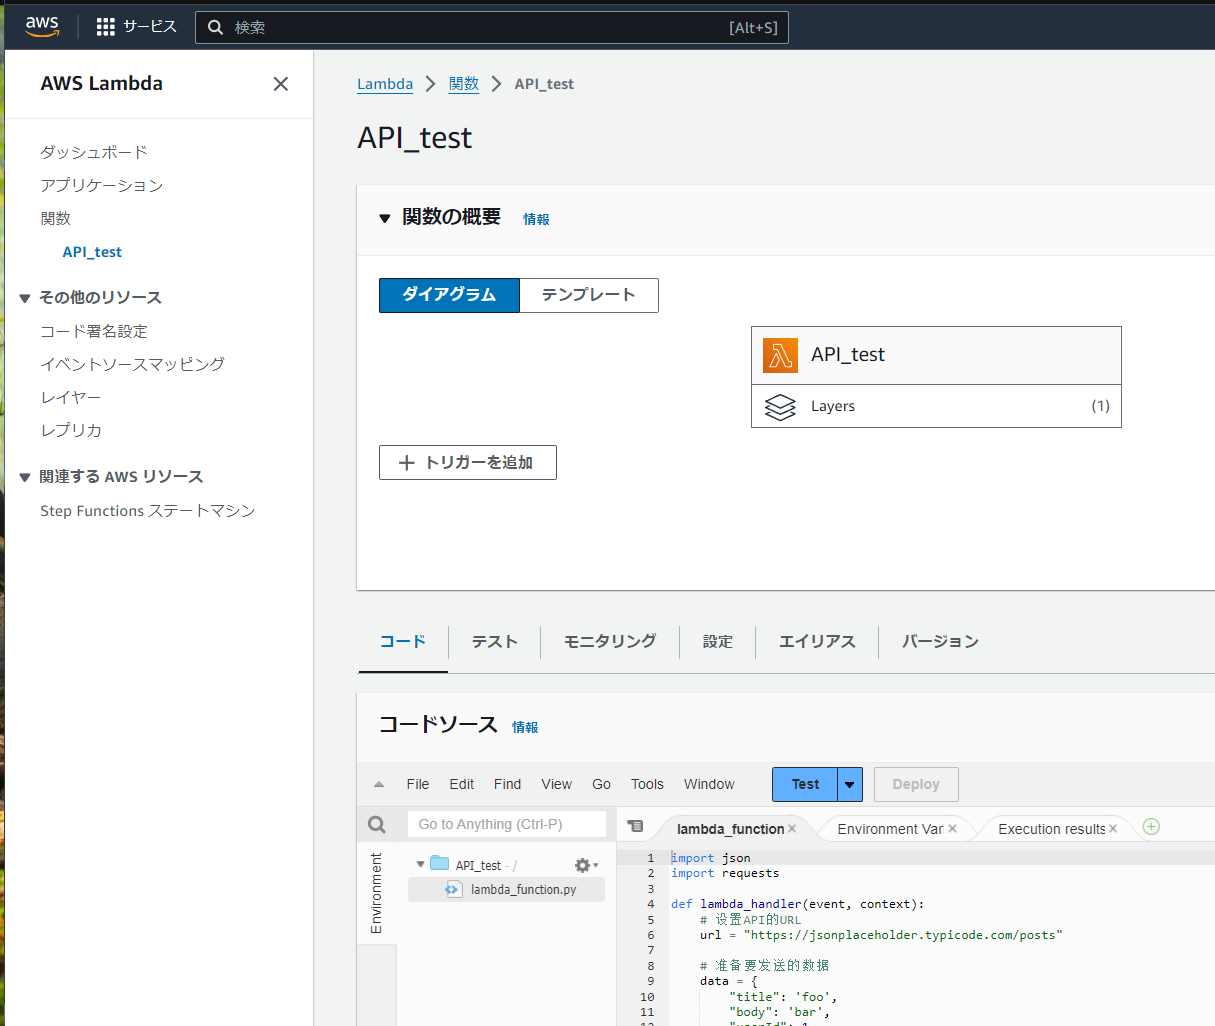 aws
サービス
検索
[Alt+S]
AWS Lambda
ダッシュボード
アプリケーション
関数
API_test
その他のリソース
コード署名設定
イベントソースマッピング
レイヤー
レプリカ
関連する AWS リソース
Step Functions ステートマシン
Lambda
関数
API_test
API_test
関数の概要 情報
ダイアグラム
テンプレート
API_test
Layers (1)
トリガーを追加
コード
テスト
モニタリング
設定
エイリアス
バージョン
コードソース 情報
File Edit Find View Go Tools Window
Test
Deploy
Go to Anything (Ctrl-P)
lambda_function
Environment Var
Execution results
Environment
API_test - /
lambda_function.py
1 import json
2 import requests
3
4 def lambda_handler(event, context):
5 # 设置API的URL
6 url = "https://jsonplaceholder.typicode.com/posts"
7
8 # 准备要发送的数据
9 data = {
10 "title": 'foo',
11 "body": 'bar',